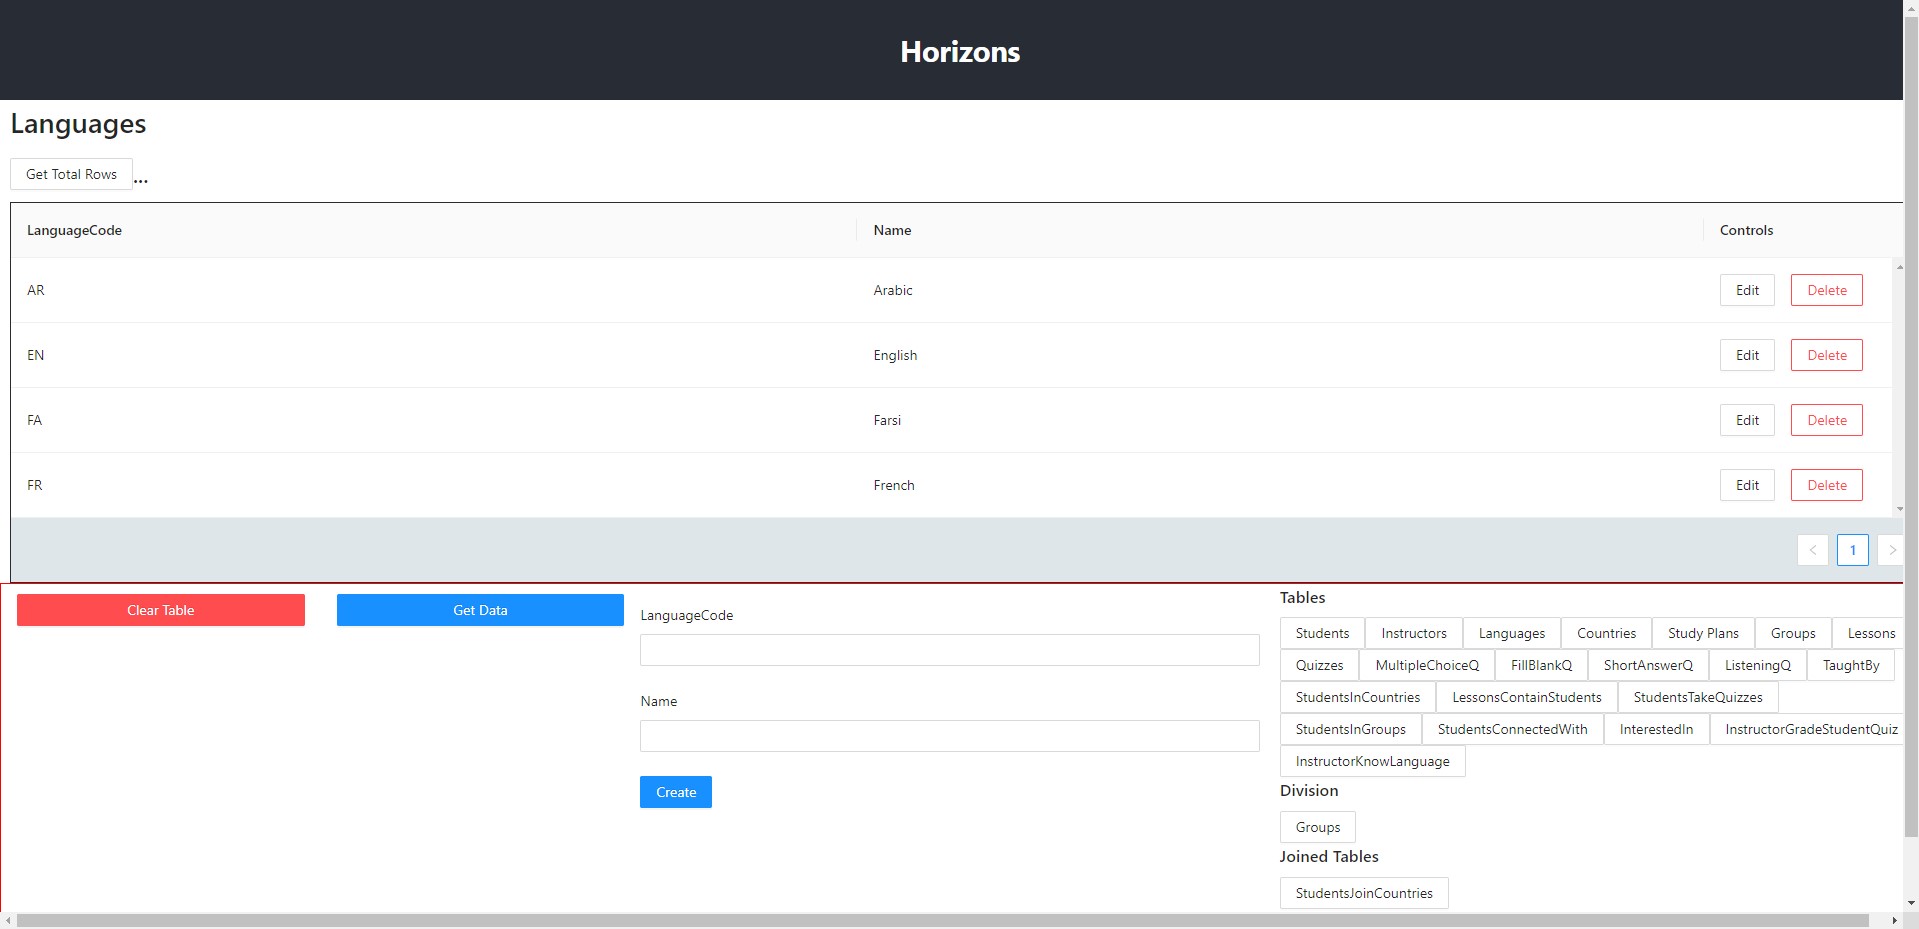 Horizons
Languages
Get Total Rows ...
LanguageCode Name Controls
AR Arabic Edit Delete
EN English Edit Delete
FA Farsi Edit Delete
FR French Edit Delete
< 1 >
Clear Table Get Data
LanguageCode
Name
Create
Tables
Students Instructors Languages Countries Study Plans Groups Lessons
Quizzes MultipleChoiceQ FillBlankQ ShortAnswerQ ListeningQ TaughtBy
StudentsInCountries LessonsContainStudents StudentsTakeQuizzes
StudentsInGroups StudentsConnectedWith InterestedIn InstructorGradeStudentQuiz
InstructorKnowLanguage
Division
Groups
Joined Tables
StudentsJoinCountries